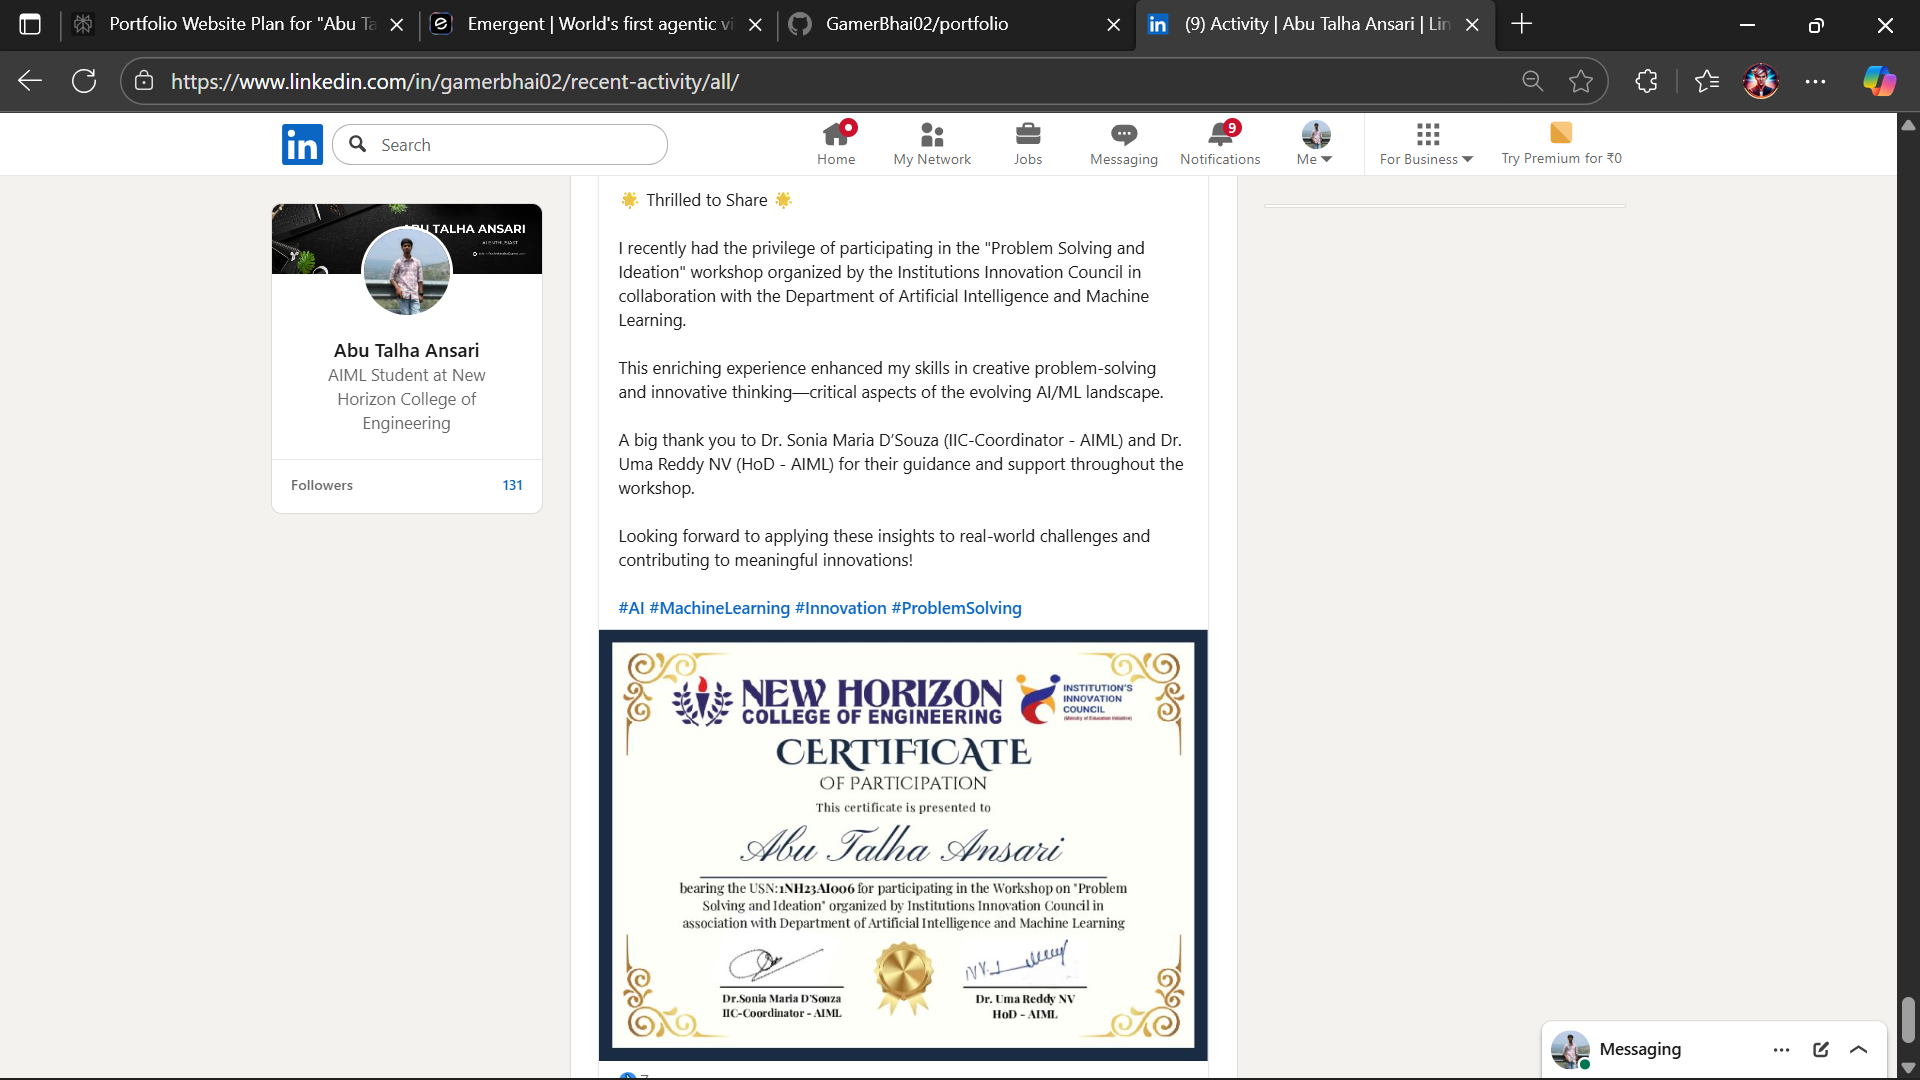 Portfolio Website Plan for "Abu Ta
Emergent | World's first agentic vi
GamerBhai02/portfolio
(9) Activity | Abu Talha Ansari | Lin
https://www.linkedin.com/in/gamerbhai02/recent-activity/all/
in
Search
Home
My Network
Jobs
Messaging
9
Notifications
Me
For Business
Try Premium for ₹0
ABU TALHA ANSARI
AI ENTHUSIAST
Abu Talha Ansari
AIML Student at New
Horizon College of
Engineering
Followers 131
🌟 Thrilled to Share 🌟
I recently had the privilege of participating in the "Problem Solving and
Ideation" workshop organized by the Institutions Innovation Council in
collaboration with the Department of Artificial Intelligence and Machine
Learning.
This enriching experience enhanced my skills in creative problem-solving
and innovative thinking—critical aspects of the evolving AI/ML landscape.
A big thank you to Dr. Sonia Maria D’Souza (IIC-Coordinator - AIML) and Dr.
Uma Reddy NV (HoD - AIML) for their guidance and support throughout the
workshop.
Looking forward to applying these insights to real-world challenges and
contributing to meaningful innovations!
#AI #MachineLearning #Innovation #ProblemSolving
NEW HORIZON
COLLEGE OF ENGINEERING
INSTITUTION'S
INNOVATION
COUNCIL
(Ministry of Education Initiative)
CERTIFICATE
OF PARTICIPATION
This certificate is presented to
Abu Talha Ansari
bearing the USN:1NH23AI006 for participating in the Workshop on "Problem
Solving and Ideation" organized by Institutions Innovation Council in
association with Department of Artificial Intelligence and Machine Learning
Dr.Sonia Maria D'Souza
IIC-Coordinator - AIML
Dr. Uma Reddy NV
HoD - AIML
Messaging